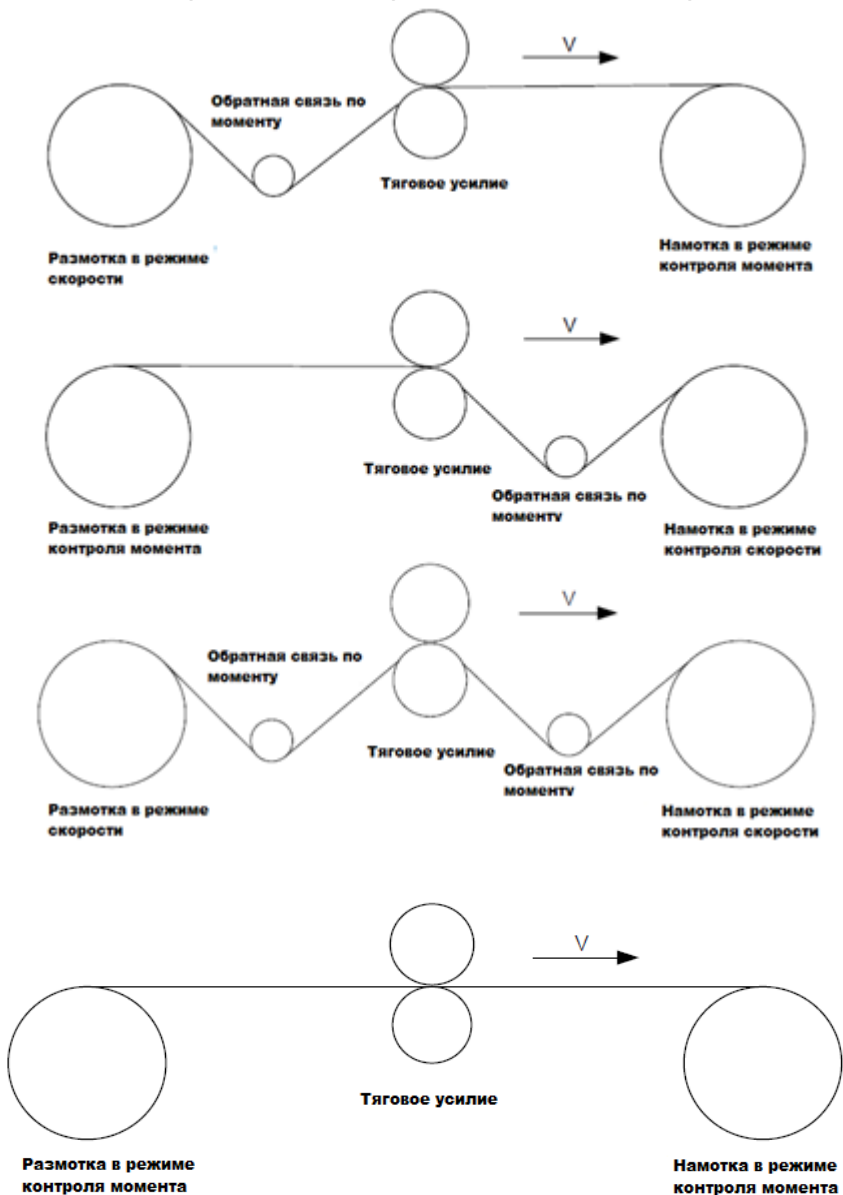 V
Обратная связь по
моменту
Тяговое усилие
Размотка в режиме
скорости
Намотка в режиме
контроля момента
V
Тяговое усилие
Обратная связь по
моменту
Размотка в режиме
контроля момента
Намотка в режиме
контроля скорости
V
Обратная связь по
моменту
Тяговое усилие
Обратная связь по
моменту
Размотка в режиме
скорости
Намотка в режиме
контроля скорости
V
Тяговое усилие
Размотка в режиме
контроля момента
Намотка в режиме
контроля момента